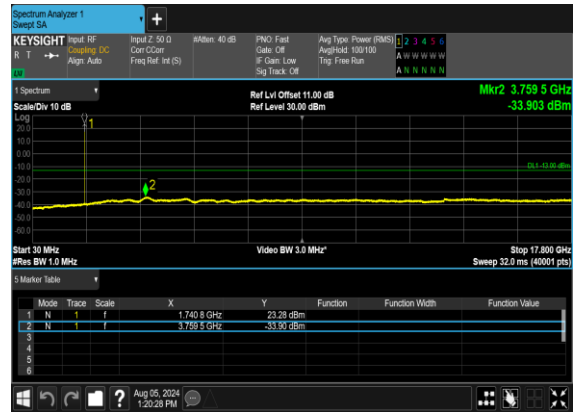 Spectrum Analyzer 1
Swept SA
+
KEYSIGHT Input: RF Input Z: 50 Ω #Atten: 40 dB PNO: Fast Avg Type: Power (RMS) 1 2 3 4 5 6
R T Coupling: DC Corr CCorr Gate: Off Avg|Hold: 100/100 A W W W W W
Align: Auto Freq Ref: Int (S) IF Gain: Low Trig: Free Run
Sig Track: Off A N N N N N
1 Spectrum Ref Lvl Offset 11.00 dB Mkr2 3.759 5 GHz
Scale/Div 10 dB Ref Level 30.00 dBm -33.903 dBm
Log
1
20.0
10.0
0.00
-10.0
DL1 -13.00 dBm
-20.0
2
-30.0
-40.0
-50.0
-60.0
Start 30 MHz Video BW 3.0 MHz* Stop 17.800 GHz
#Res BW 1.0 MHz Sweep 32.0 ms (40001 pts)
5 Marker Table
Mode Trace Scale X Y Function Function Width Function Value
1 N 1 f 1.740 8 GHz 23.28 dBm
2 N 1 f 3.759 5 GHz -33.90 dBm
3
4
5
6
? Aug 05, 2024
1:20:28 PM